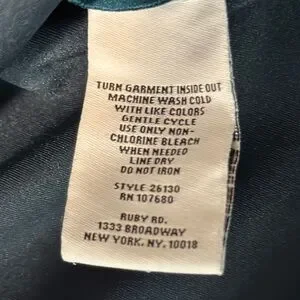 TURN GARMENT INSIDE OUT
MACHINE WASH COLD
WITH LIKE COLORS
GENTLE CYCLE
USE ONLY NON-
CHLORINE BLEACH
WHEN NEEDED
LINE DRY
DO NOT IRON
STYLE 26130
RN 107680
RUBY RD.
1333 BROADWAY
NEW YORK, NY, 10018